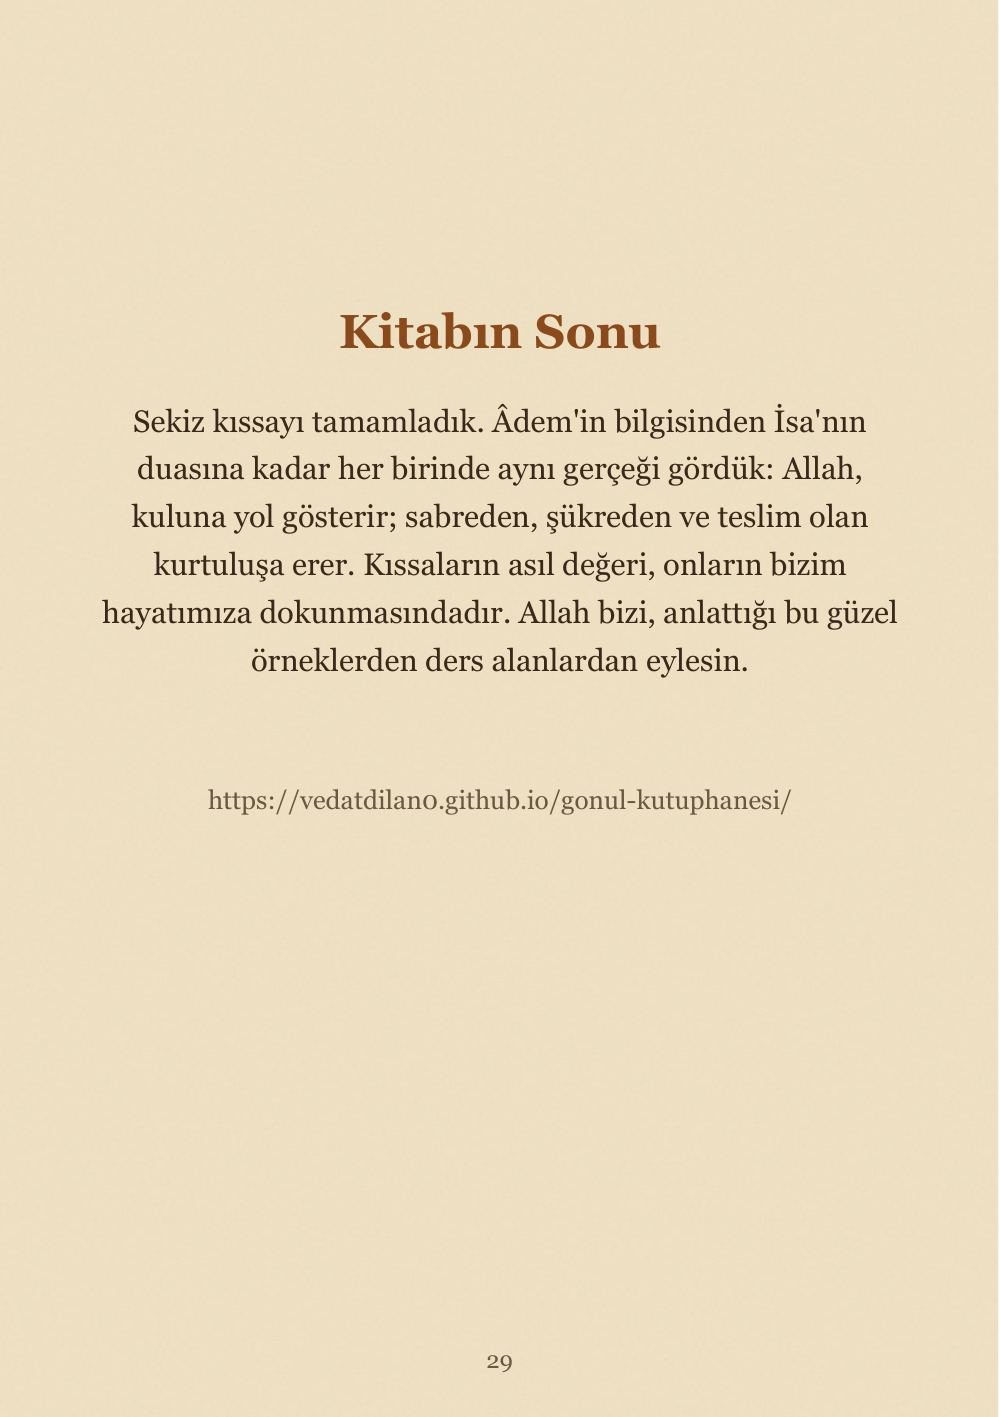 Kitabın Sonu
Sekiz kıssayı tamamladık. Âdem'in bilgisinden İsa'nın
duasına kadar her birinde aynı gerçeği gördük: Allah,
kuluna yol gösterir; sabreden, şükreden ve teslim olan
kurtuluşa erer. Kıssaların asıl değeri, onların bizim
hayatımıza dokunmasındadır. Allah bizi, anlattığı bu güzel
örneklerden ders alanlardan eylesin.
https://vedatdilan0.github.io/gonul-kutuphanesi/
29